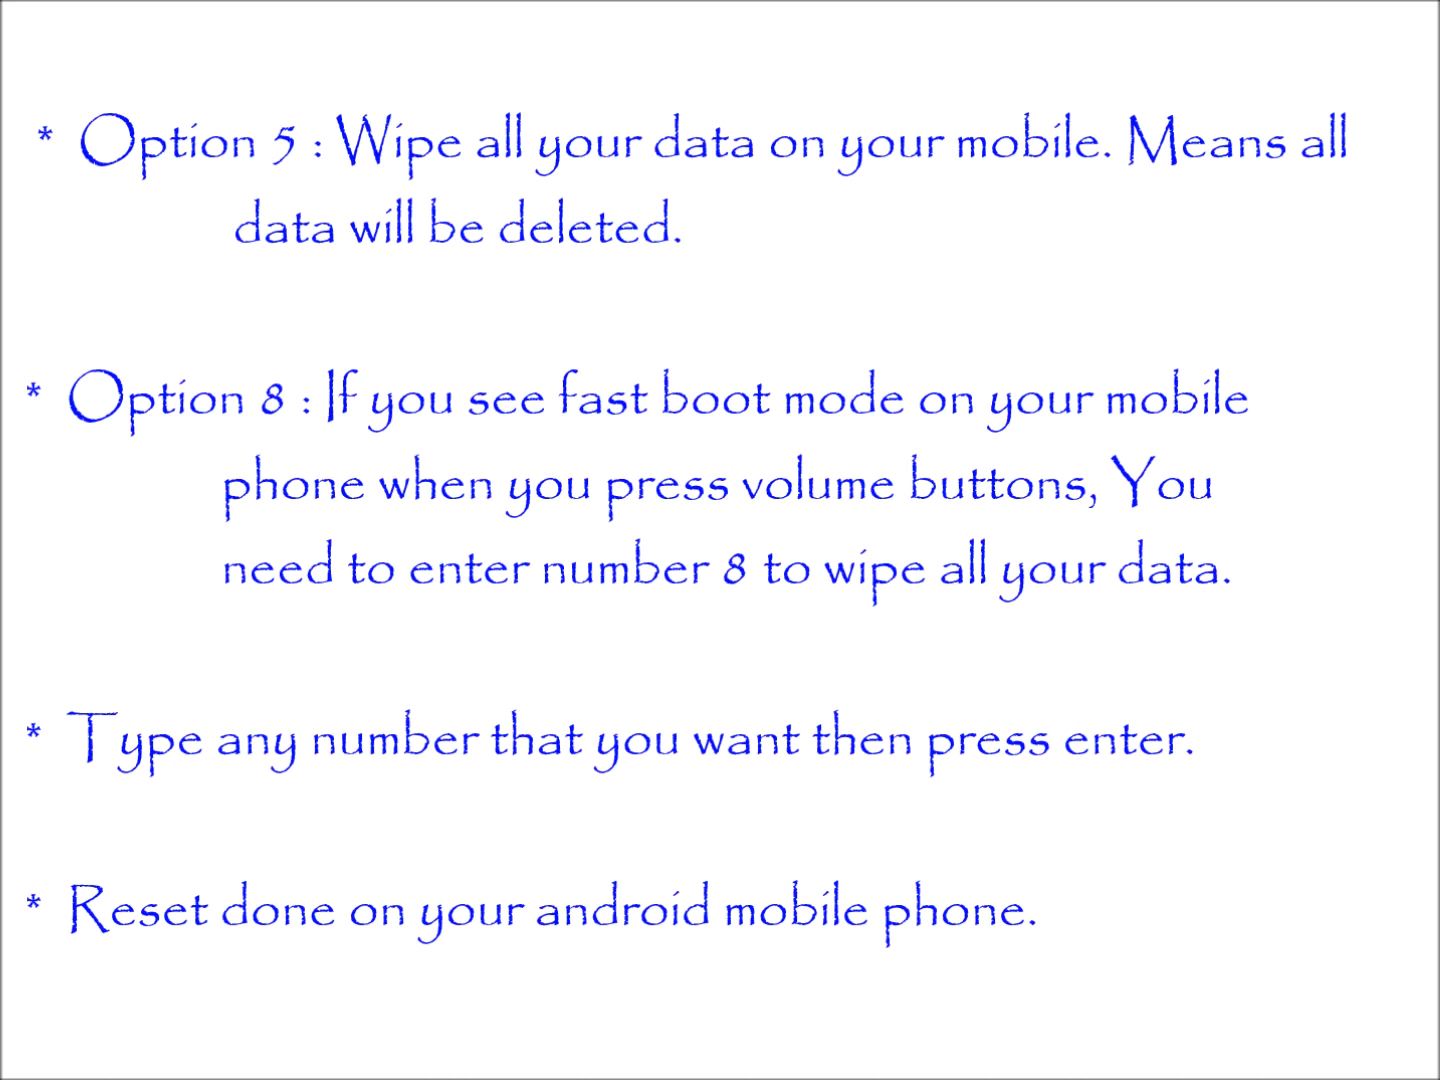 * Option 5 : Wipe all your data on your mobile. Means all
data will be deleted.
* Option 8 : If you see fast boot mode on your mobile
phone when you press volume buttons, You
need to enter number 8 to wipe all your data.
* Type any number that you want then press enter.
* Reset done on your android mobile phone.